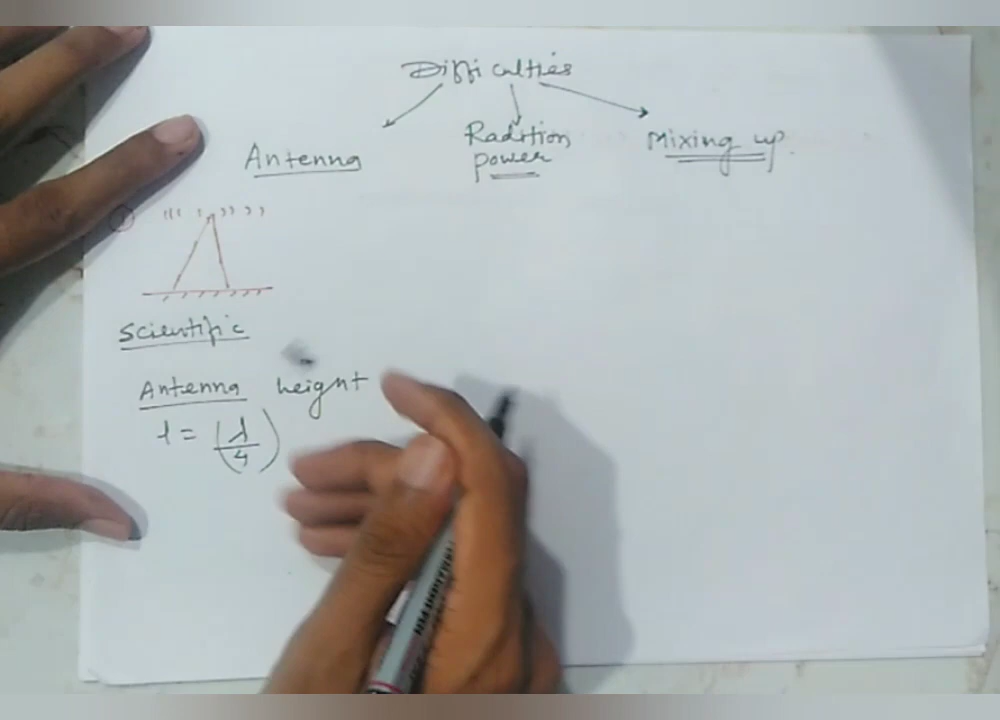 Difficulties
Antenna
Radition
power
Mixing up.
Scientific
Antenna height
l = (λ/4)